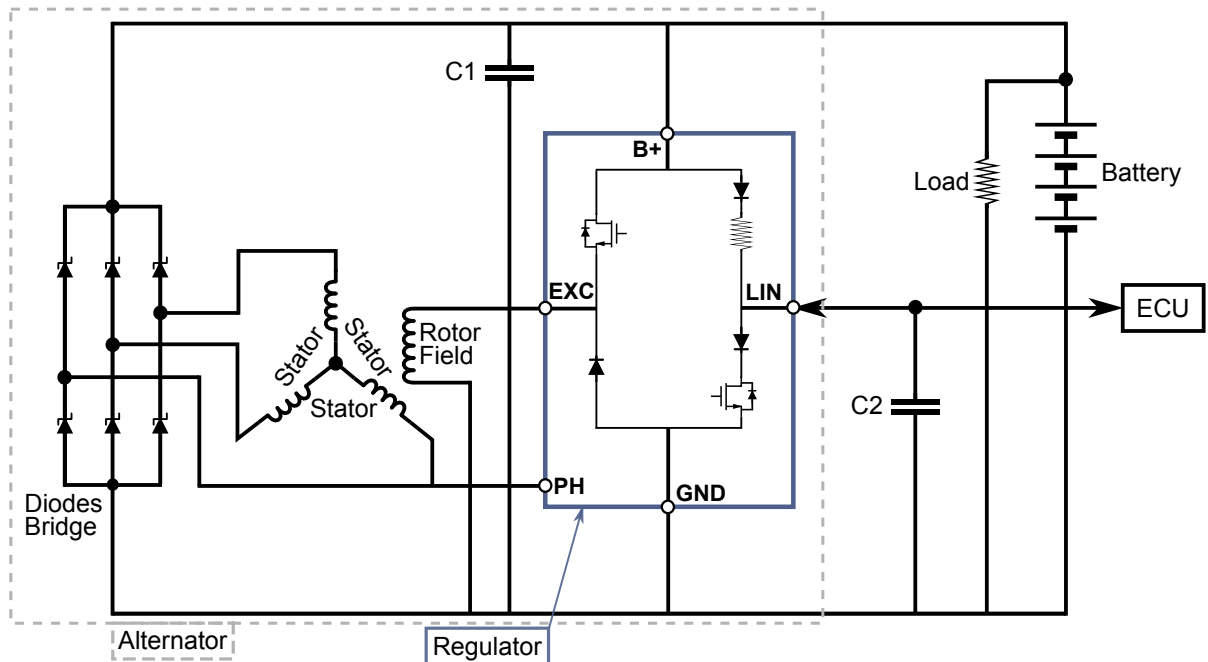 C1
B+
Load
Battery
EXC
LIN
ECU
Stator
Stator
Rotor
Field
Stator
C2
PH
GND
Diodes
Bridge
Alternator
Regulator